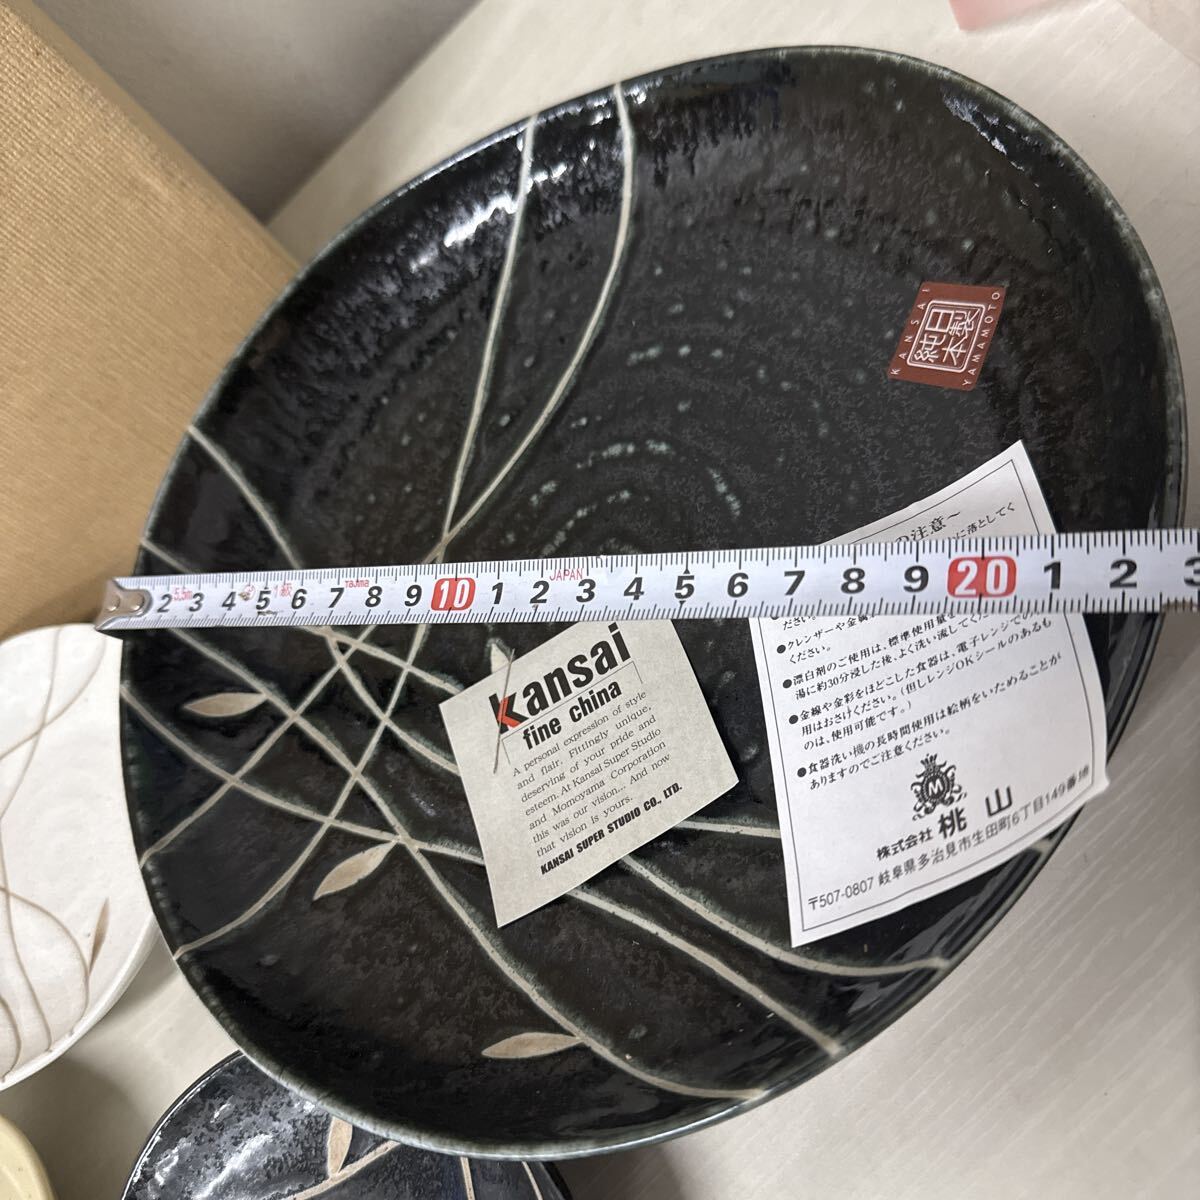 KANSAI
純日
本製
YAMAMOTO
の注意～
に落としてく
5.5m 1級 Tajima JAPAN
2 3 4 5 6 7 8 9 10 1 2 3 4 5 6 7 8 9 20 1 2 3
ださい。
●クレンザーや金属
ください。
●漂白剤のご使用は、標準使用量
湯に約30分浸した後、よく洗い流してく
●金線や金彩をほどこした食器は、電子レンジでの
用はおさけください。(但しレンジOKシールのあるも
のは、使用可能です。)
●食器洗い機の長時間使用は絵柄をいためることが
ありますのでご注意ください。
M
株式会社 桃山
〒507-0807 岐阜県多治見市生田町6丁目149番地
kansai
fine china
A personal expression of style
and flair. Fittingly unique,
deserving of your pride and
esteem. At Kansai Super Studio
and Momoyama Corporation
this was our vision... And now
that vision is yours.
KANSAI SUPER STUDIO CO., LTD.